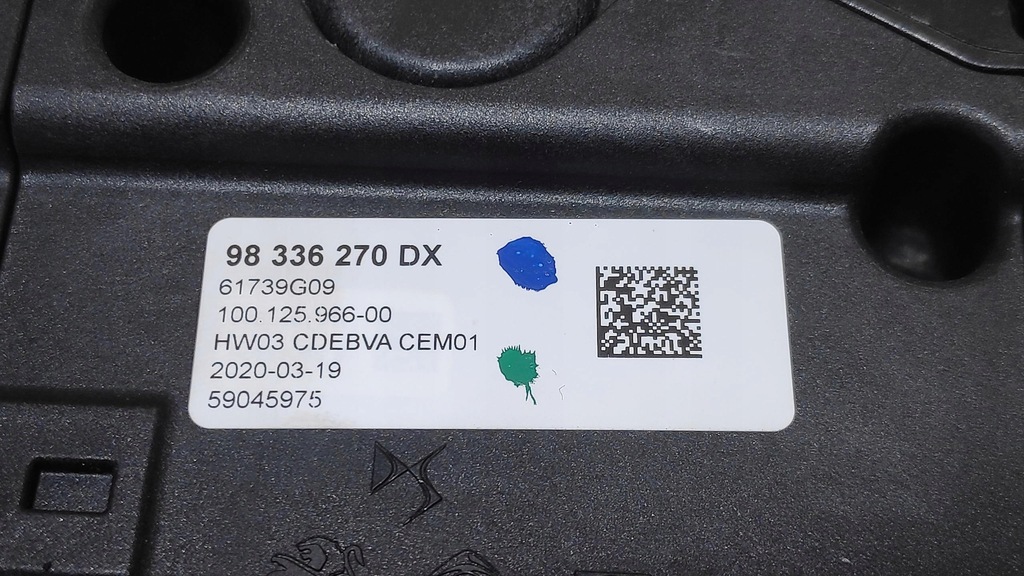 98 336 270 DX
61739G09
100.125.966-00
HW03 CDEBVA CEM01
2020-03-19
59045975